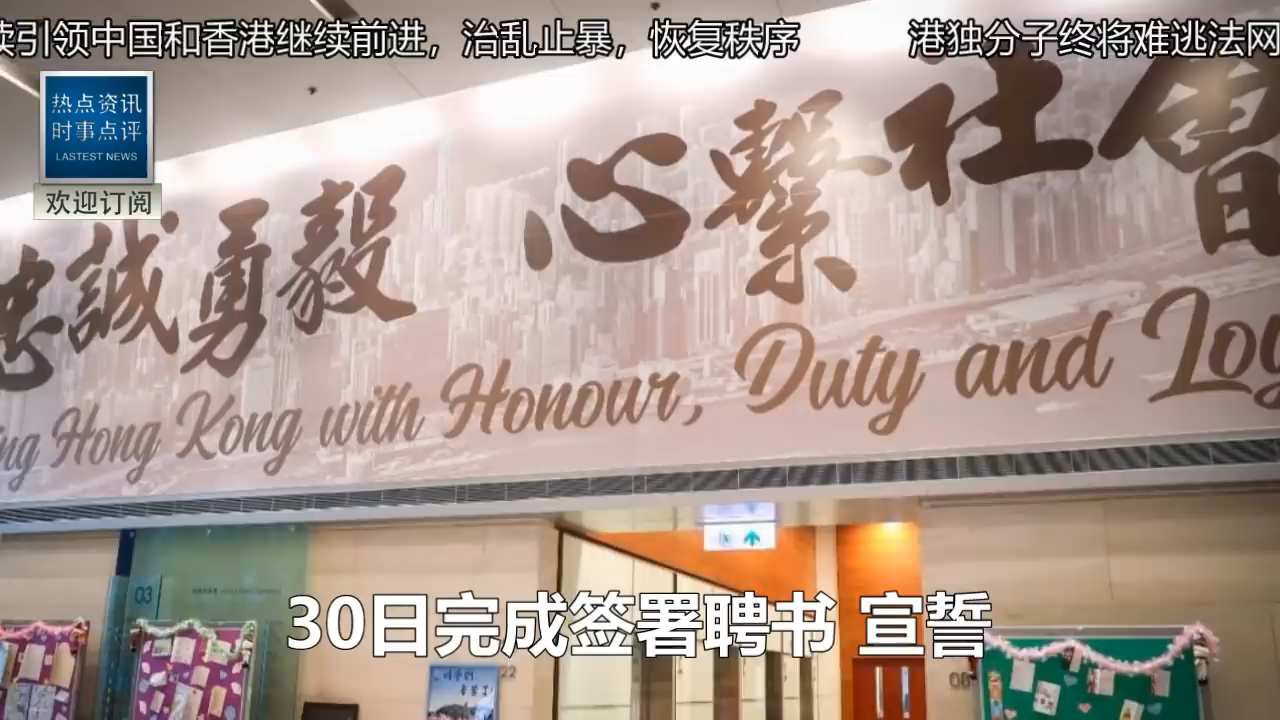 续引领中国和香港继续前进，治乱止暴，恢复秩序 港独分子终将难逃法网
热点资讯
时事点评
LASTEST NEWS
欢迎订阅
忠誠勇毅 心繫社會
ng Hong Kong with Honour, Duty and Loy
03
30日完成签署聘书 宣誓
22